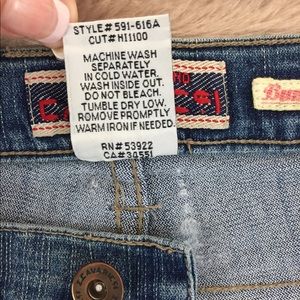 STYLE# 591-616A
CUT# H11100
MACHINE WASH
SEPARATELY
IN COLD WATER.
WASH INSIDE OUT.
DO NOT BLEACH.
TUMBLE DRY LOW.
REMOVE PROMPTLY
WARM IRON IF NEEDED.
RN# 53922
CA# 30551